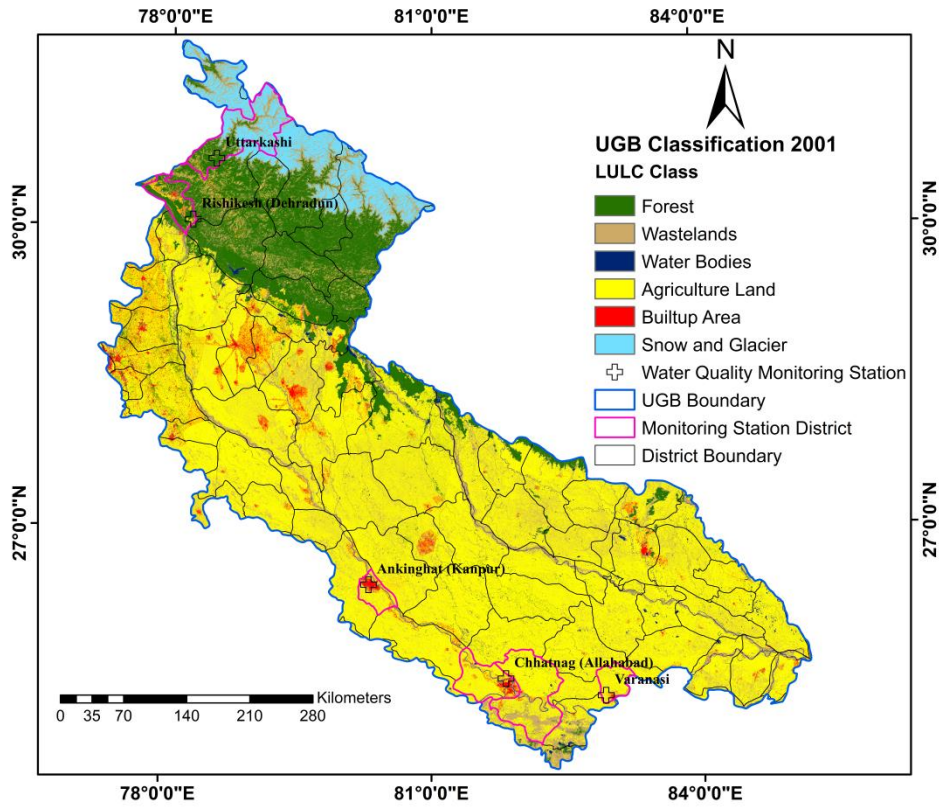 78°0'0"E 81°0'0"E 84°0'0"E
N
UGB Classification 2001
LULC Class
Forest
Wastelands
Water Bodies
Agriculture Land
Builtup Area
Snow and Glacier
Water Quality Monitoring Station
UGB Boundary
Monitoring Station District
District Boundary
Uttarkashi
Rishikesh (Dehradun)
30°0'0"N 30°0'0"N
27°0'0"N 27°0'0"N
Ankinghat (Kanpur)
Chhatnag (Allahabad)
Varanasi
Kilometers
0 35 70 140 210 280
78°0'0"E 81°0'0"E 84°0'0"E